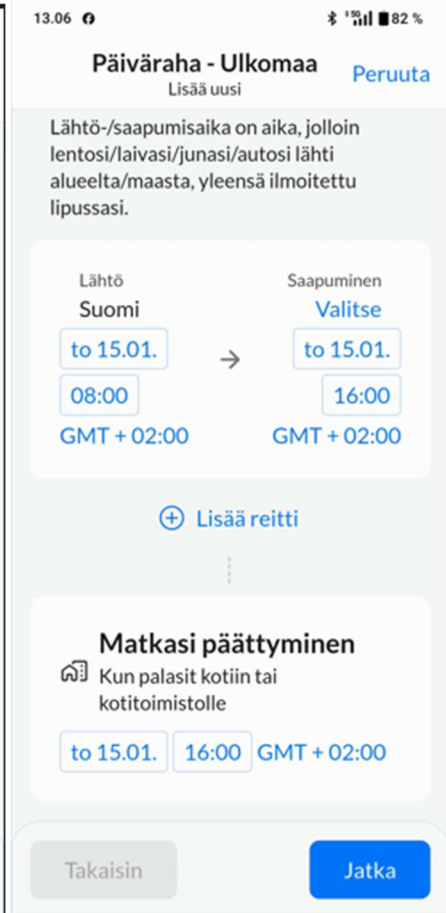 13.06
82 %
Päiväraha - Ulkomaa
Peruuta
Lisää uusi
Lähtö-/saapumisaika on aika, jolloin
lentosi/laivasi/junasi/autosi lähti
alueelta/maasta, yleensä ilmoitettu
lipussasi.
Lähtö
Saapuminen
Suomi
Valitse
to 15.01.
→
to 15.01.
08:00
16:00
GMT + 02:00
GMT + 02:00
Lisää reitti
Matkasi päättyminen
Kun palasit kotiin tai
kotitoimistolle
to 15.01.
16:00
GMT + 02:00
Takaisin
Jatka